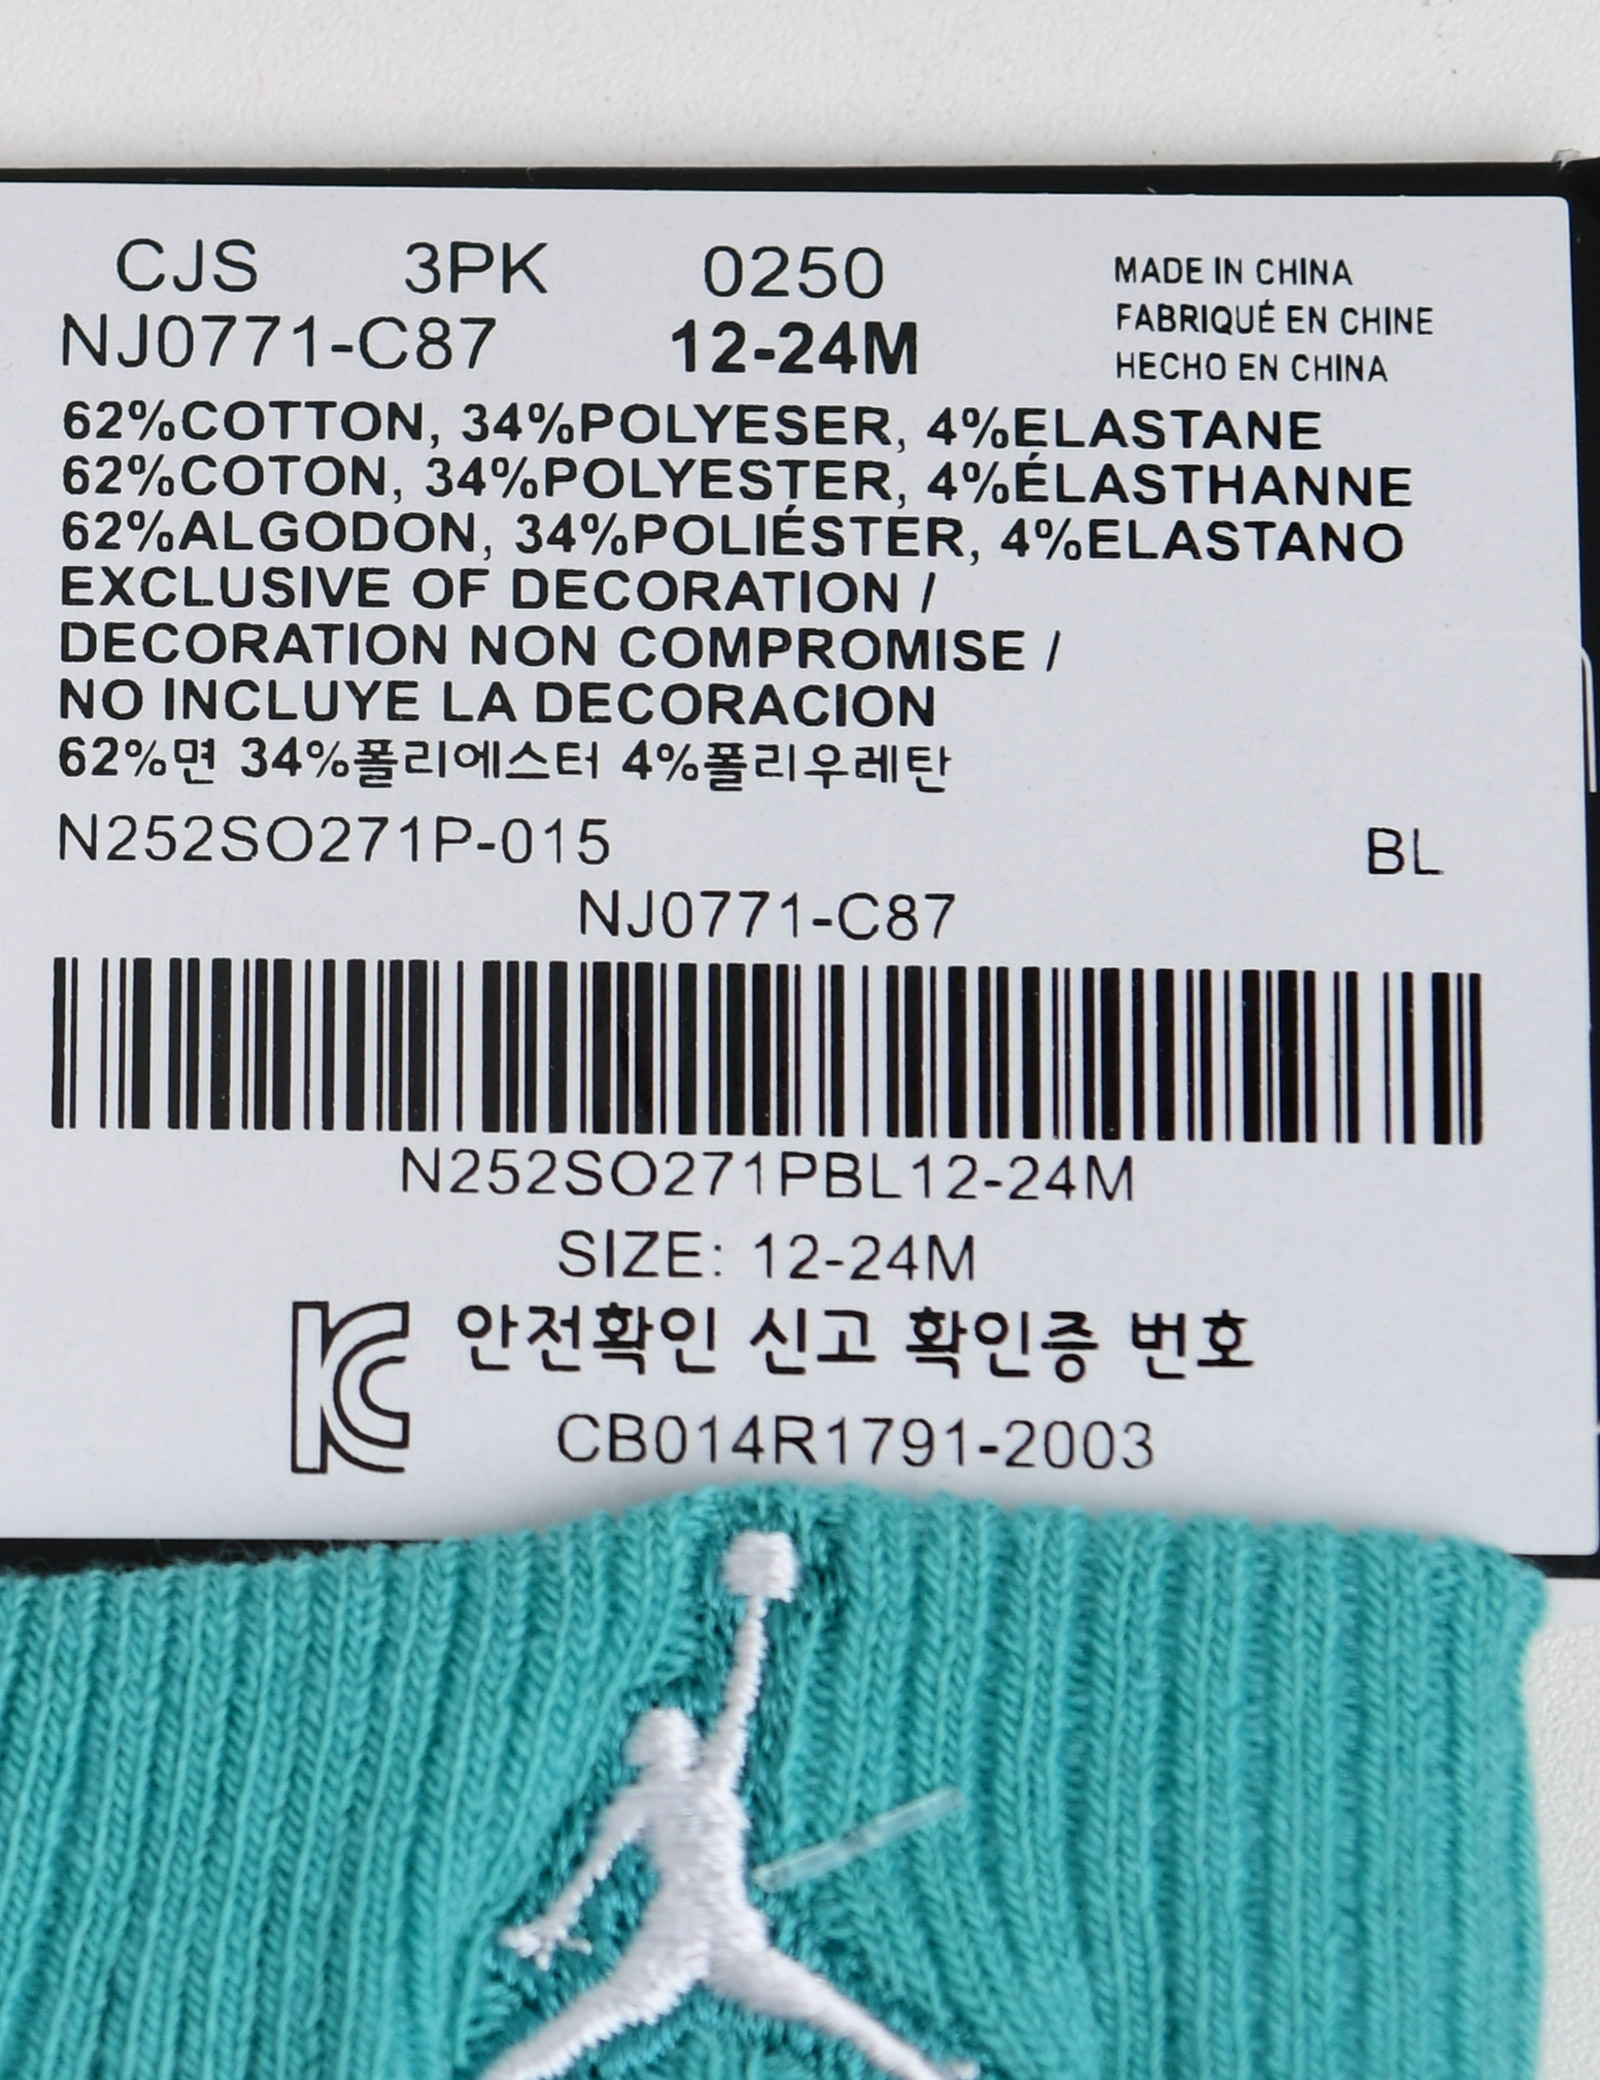 CJS 3PK 0250
NJ0771-C87 12-24M
MADE IN CHINA
FABRIQUÉ EN CHINE
HECHO EN CHINA
62%COTTON, 34%POLYESER, 4%ELASTANE
62%COTON, 34%POLYESTER, 4%ÉLASTHANNE
62%ALGODON, 34%POLIÉSTER, 4%ELASTANO
EXCLUSIVE OF DECORATION /
DECORATION NON COMPROMISE /
NO INCLUYE LA DECORACION
62%면 34%폴리에스터 4%폴리우레탄
N252SO271P-015 BL
NJ0771-C87
N252SO271PBL12-24M
SIZE: 12-24M
KC 안전확인 신고 확인증 번호
CB014R1791-2003